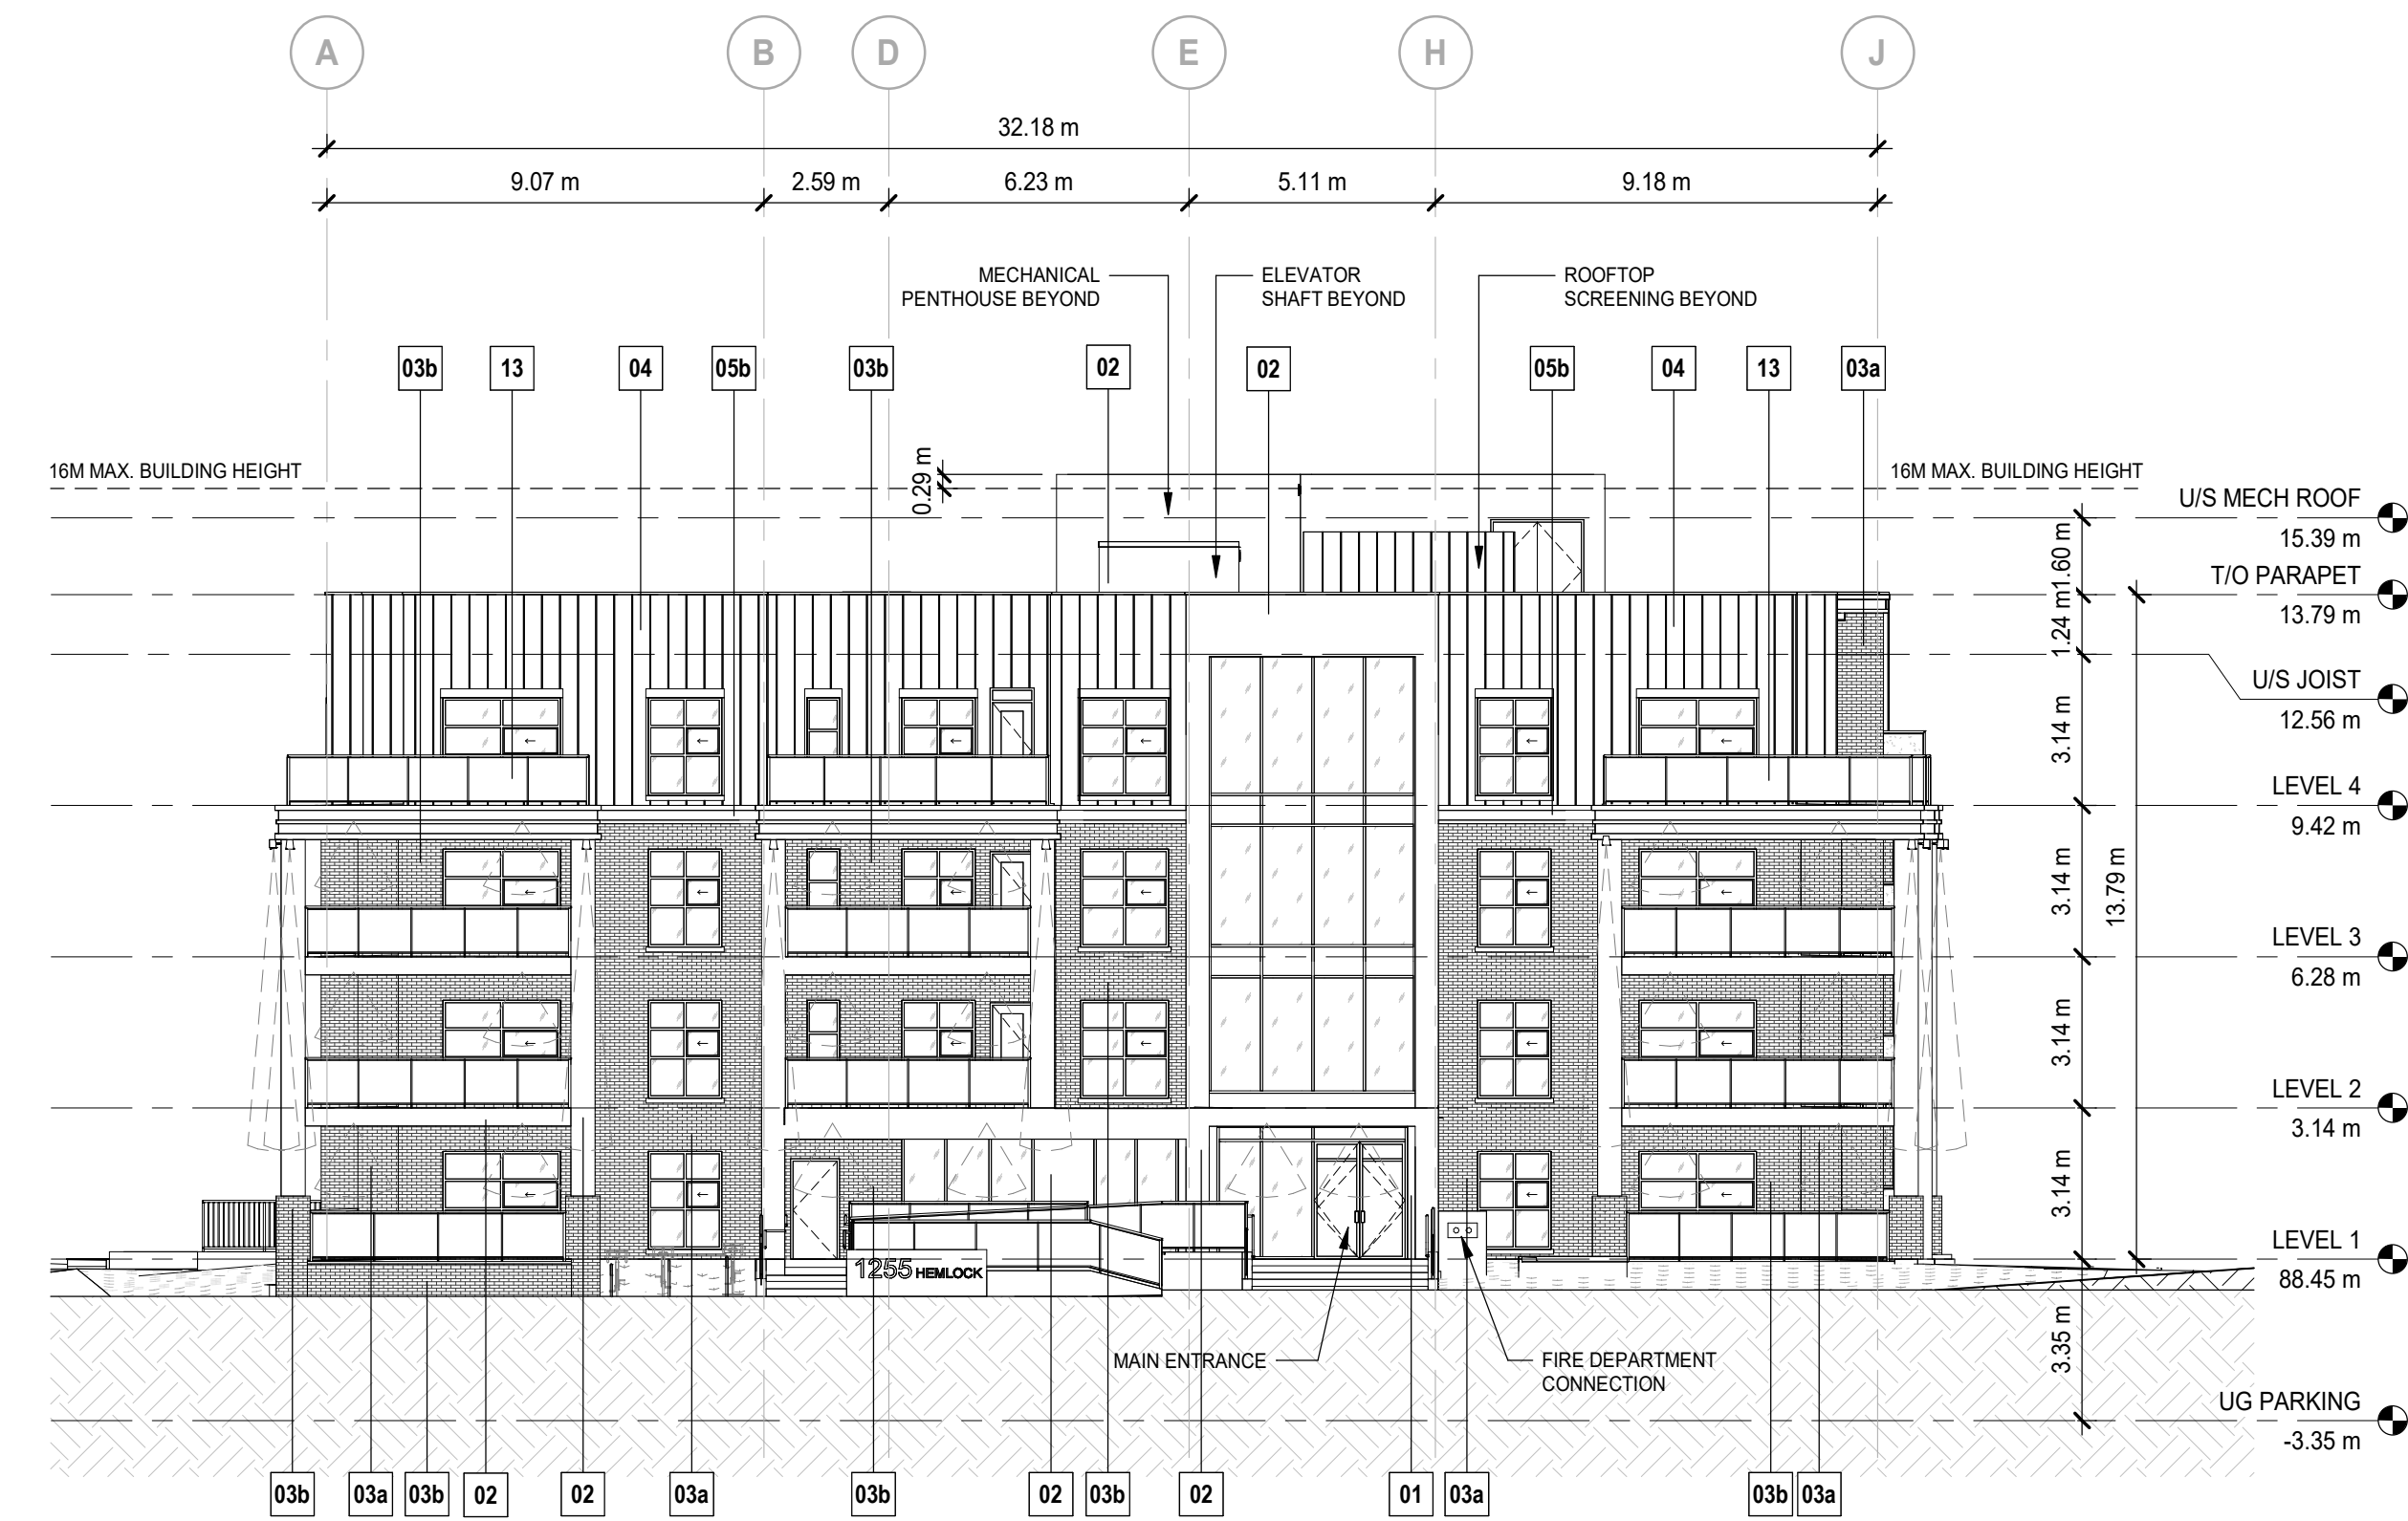 A B D E H J
32.18 m
9.07 m 2.59 m 6.23 m 5.11 m 9.18 m
MECHANICAL
PENTHOUSE BEYOND
ELEVATOR
SHAFT BEYOND
ROOFTOP
SCREENING BEYOND
03b 13 04 05b 03b 02 02 05b 04 13 03a
16M MAX. BUILDING HEIGHT
0.29 m
16M MAX. BUILDING HEIGHT
U/S MECH ROOF
15.39 m
1.60 m
T/O PARAPET
13.79 m
1.24 m
U/S JOIST
12.56 m
3.14 m
LEVEL 4
9.42 m
3.14 m
13.79 m
LEVEL 3
6.28 m
3.14 m
LEVEL 2
3.14 m
3.14 m
LEVEL 1
88.45 m
1255 HEMLOCK
3.35 m
MAIN ENTRANCE
FIRE DEPARTMENT
CONNECTION
UG PARKING
-3.35 m
03b 03a 03b 02 02 03a 03b 02 03b 02 01 03a 03b 03a